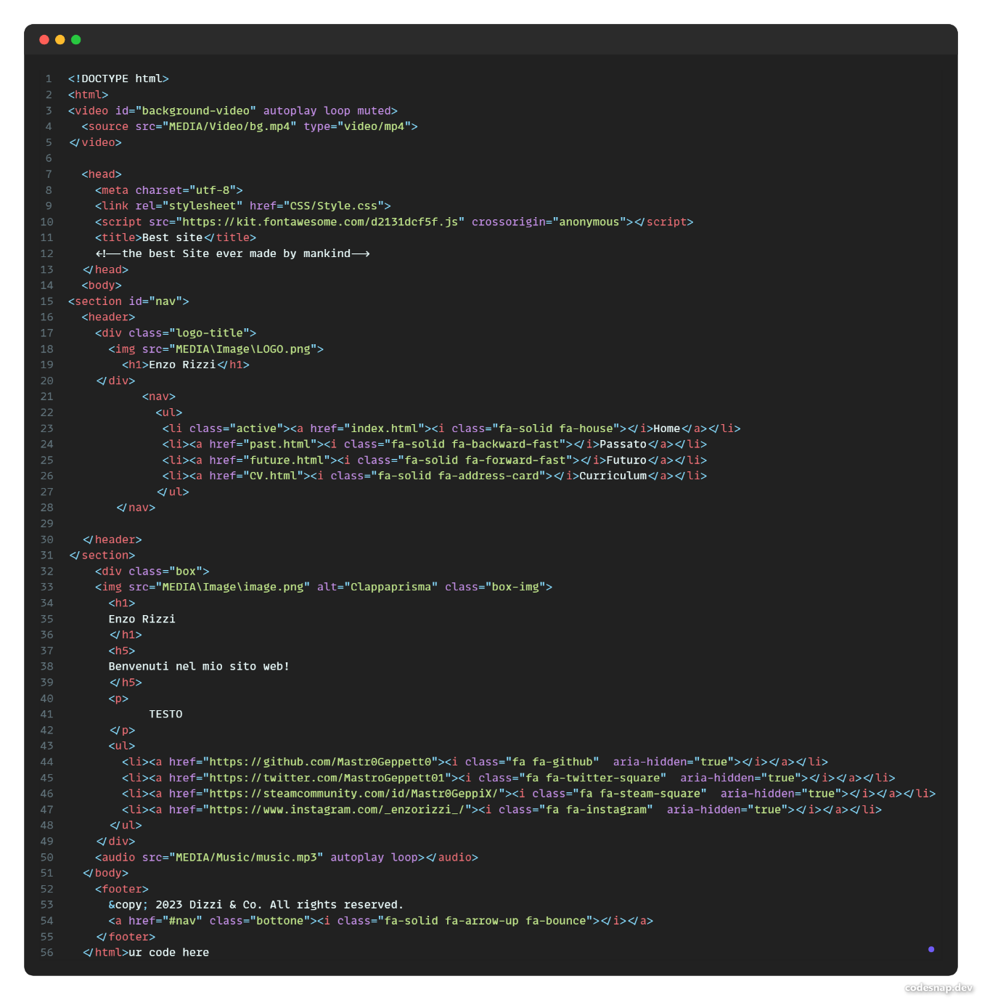 1 <!DOCTYPE html>
2 <html>
3 <video id="background-video" autoplay loop muted>
4   <source src="MEDIA/Video/bg.mp4" type="video/mp4">
5 </video>
6
7   <head>
8     <meta charset="utf-8">
9     <link rel="stylesheet" href="CSS/Style.css">
10     <script src="https://kit.fontawesome.com/d2131dcf5f.js" crossorigin="anonymous"></script>
11     <title>Best site</title>
12     <!--the best Site ever made by mankind-->
13   </head>
14   <body>
15 <section id="nav">
16   <header>
17     <div class="logo-title">
18       <img src="MEDIA\Image\LOGO.png">
19         <h1>Enzo Rizzi</h1>
20     </div>
21            <nav>
22              <ul>
23               <li class="active"><a href="index.html"><i class="fa-solid fa-house"></i>Home</a></li>
24               <li><a href="past.html"><i class="fa-solid fa-backward-fast"></i>Passato</a></li>
25               <li><a href="future.html"><i class="fa-solid fa-forward-fast"></i>Futuro</a></li>
26               <li><a href="CV.html"><i class="fa-solid fa-address-card"></i>Curriculum</a></li>
27              </ul>
28        </nav>
29
30   </header>
31 </section>
32     <div class="box">
33     <img src="MEDIA\Image\image.png" alt="Clappaprisma" class="box-img">
34       <h1>
35       Enzo Rizzi
36       </h1>
37       <h5>
38       Benvenuti nel mio sito web!
39       </h5>
40       <p>
41             TESTO
42       </p>
43       <ul>
44         <li><a href="https://github.com/Mastr0Geppett0"><i class="fa fa-github"  aria-hidden="true"></i></a></li>
45         <li><a href="https://twitter.com/MastroGeppett01"><i class="fa fa-twitter-square"  aria-hidden="true"></i></a></li>
46         <li><a href="https://steamcommunity.com/id/Mastr0GeppiX/"><i class="fa fa-steam-square"  aria-hidden="true"></i></a></li>
47         <li><a href="https://www.instagram.com/_enzorizzi_/"><i class="fa fa-instagram"  aria-hidden="true"></i></a></li>
48       </ul>
49     </div>
50     <audio src="MEDIA/Music/music.mp3" autoplay loop></audio>
51   </body>
52     <footer>
53       &copy; 2023 Dizzi & Co. All rights reserved.
54       <a href="#nav" class="bottone"><i class="fa-solid fa-arrow-up fa-bounce"></i></a>
55     </footer>
56   </html>ur code here
codesnap.dev